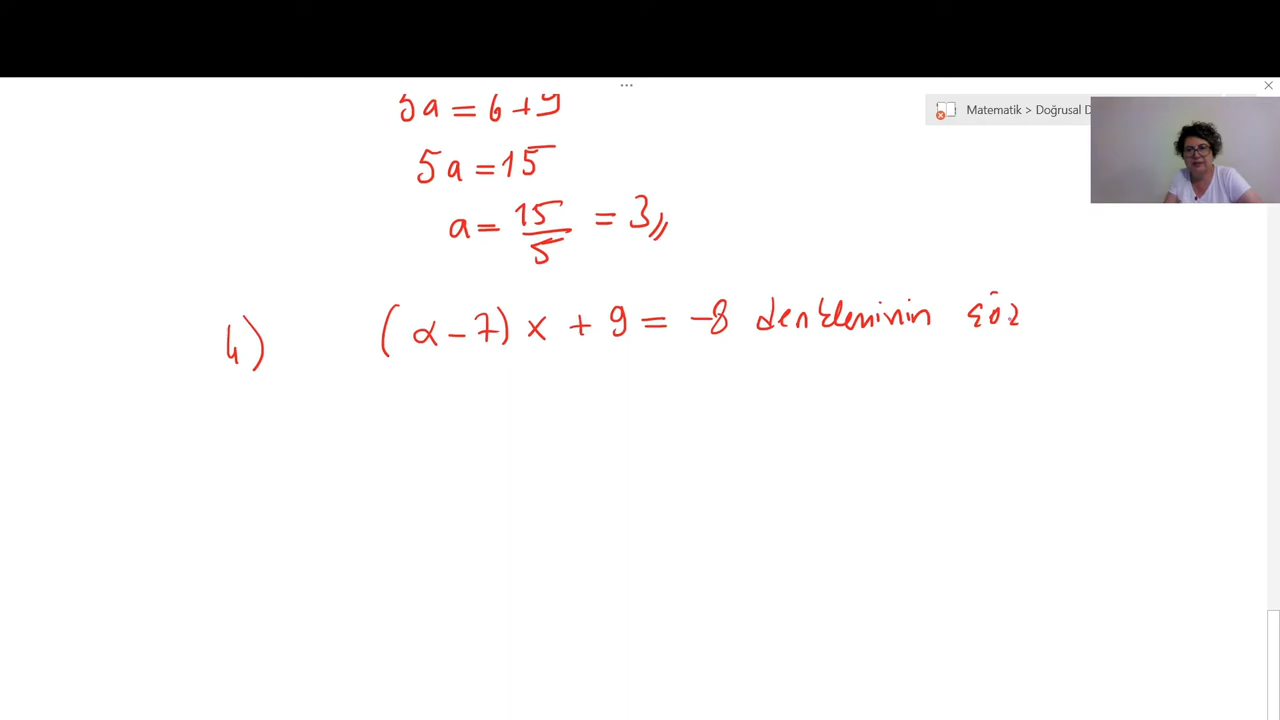 5a = 6 + 9
Matematik > Doğrusal D
5a = 15
a = 15/5 = 3//
4) (a - 7) x + 9 = -8 denkleminin çöz